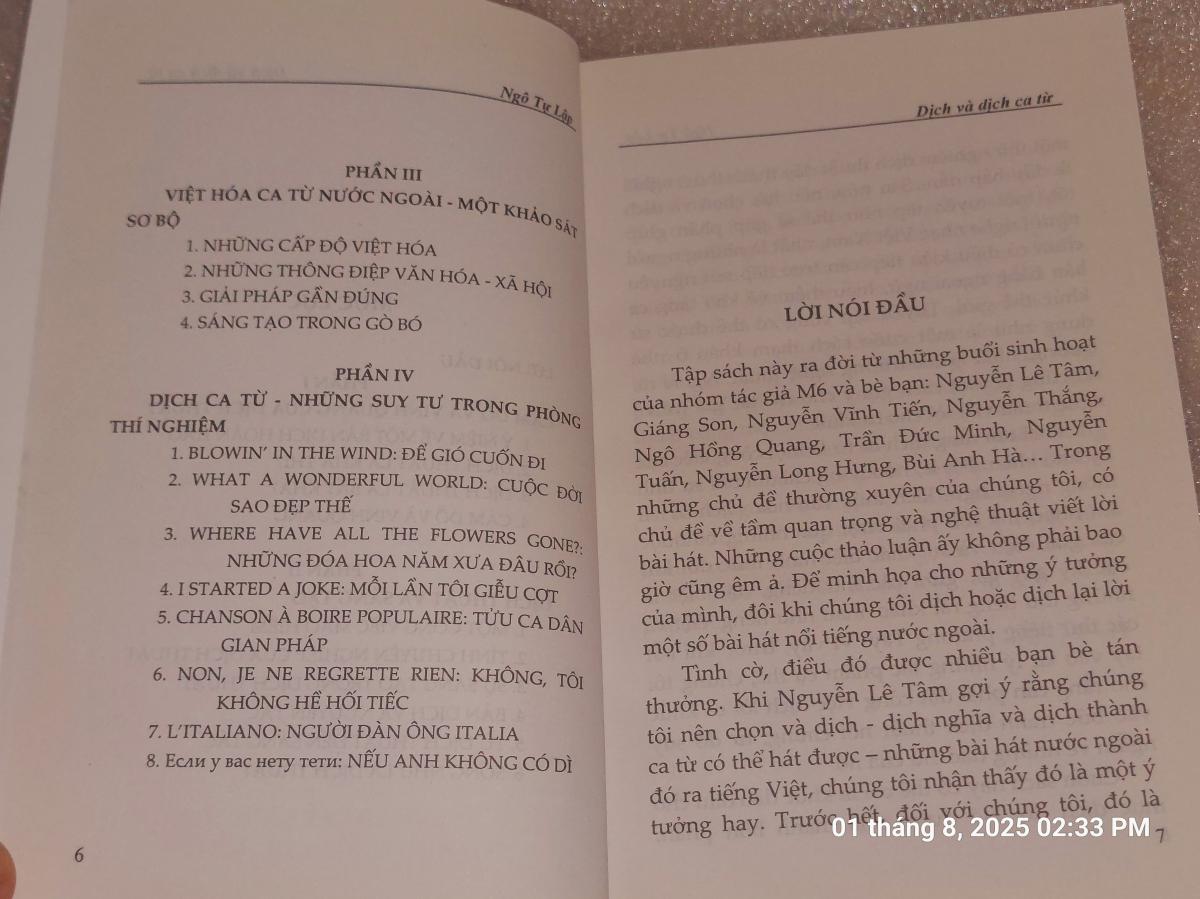 Ngô Tự Lập
PHẦN III
VIỆT HÓA CA TỪ NƯỚC NGOÀI - MỘT KHẢO SÁT
SƠ BỘ
1. NHỮNG CẤP ĐỘ VIỆT HÓA
2. NHỮNG THÔNG ĐIỆP VĂN HÓA - XÃ HỘI
3. GIẢI PHÁP GẦN ĐÚNG
4. SÁNG TẠO TRONG GÒ BÓ
PHẦN IV
DỊCH CA TỪ - NHỮNG SUY TƯ TRONG PHÒNG
THÍ NGHIỆM
1. BLOWIN’ IN THE WIND: ĐỂ GIÓ CUỐN ĐI
2. WHAT A WONDERFUL WORLD: CUỘC ĐỜI
SAO ĐẸP THẾ
3. WHERE HAVE ALL THE FLOWERS GONE?:
NHỮNG ĐÓA HOA NĂM XƯA ĐÂU RỒI?
4. I STARTED A JOKE: MỖI LẦN TÔI GIỄU CỢT
5. CHANSON À BOIRE POPULAIRE: TỬU CA DÂN
GIAN PHÁP
6. NON, JE NE REGRETTE RIEN: KHÔNG, TÔI
KHÔNG HỀ HỐI TIẾC
7. L’ITALIANO: NGƯỜI ĐÀN ÔNG ITALIA
8. Если у вас нету тети: NẾU ANH KHÔNG CÓ DÌ
6
Dịch và dịch ca từ
LỜI NÓI ĐẦU
Tập sách này ra đời từ những buổi sinh hoạt
của nhóm tác giả M6 và bè bạn: Nguyễn Lê Tâm,
Giáng Son, Nguyễn Vĩnh Tiến, Nguyễn Thắng,
Ngô Hồng Quang, Trần Đức Minh, Nguyễn
Tuấn, Nguyễn Long Hưng, Bùi Anh Hà… Trong
những chủ đề thường xuyên của chúng tôi, có
chủ đề về tầm quan trọng và nghệ thuật viết lời
bài hát. Những cuộc thảo luận ấy không phải bao
giờ cũng êm ả. Để minh họa cho những ý tưởng
của mình, đôi khi chúng tôi dịch hoặc dịch lại lời
một số bài hát nổi tiếng nước ngoài.
Tình cờ, điều đó được nhiều bạn bè tán
thưởng. Khi Nguyễn Lê Tâm gợi ý rằng chúng
tôi nên chọn và dịch - dịch nghĩa và dịch thành
ca từ có thể hát được – những bài hát nước ngoài
đó ra tiếng Việt, chúng tôi nhận thấy đó là một ý
tưởng hay. Trước hết, đối với chúng tôi, đó là
01 tháng 8, 2025 02:33 PM
7